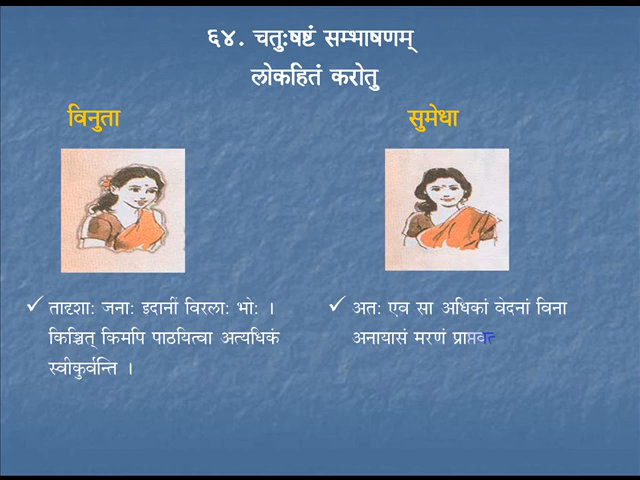 ६४. चतुःषष्टं सम्भाषणम्
लोकहितं करोतु
विनुता
सुमेधा
तादृशाः जनाः इदानीं विरलाः भोः ।
किञ्चित् किमपि पाठयित्वा अत्यधिकं
स्वीकुर्वन्ति ।
अतः एव सा अधिकां वेदनां विना
अनायासं मरणं प्राप्तवत